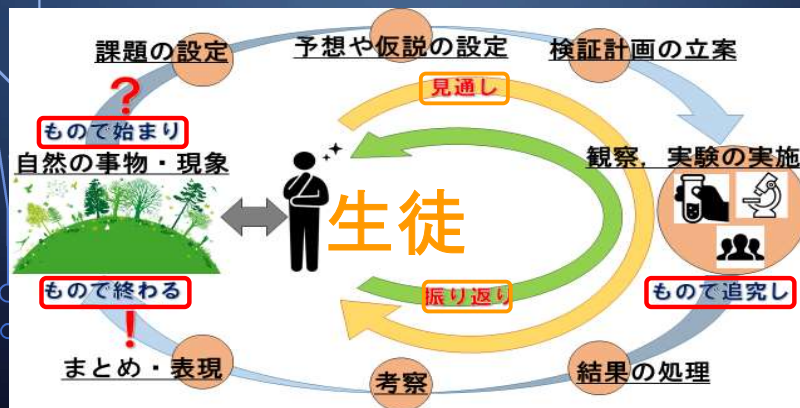 課題の設定
予想や仮説の設定
検証計画の立案
？
見通し
もので始まり
自然の事物・現象
観察，実験の実施
生徒
もので終わる
振り返り
もので追究し
！
まとめ・表現
考察
結果の処理